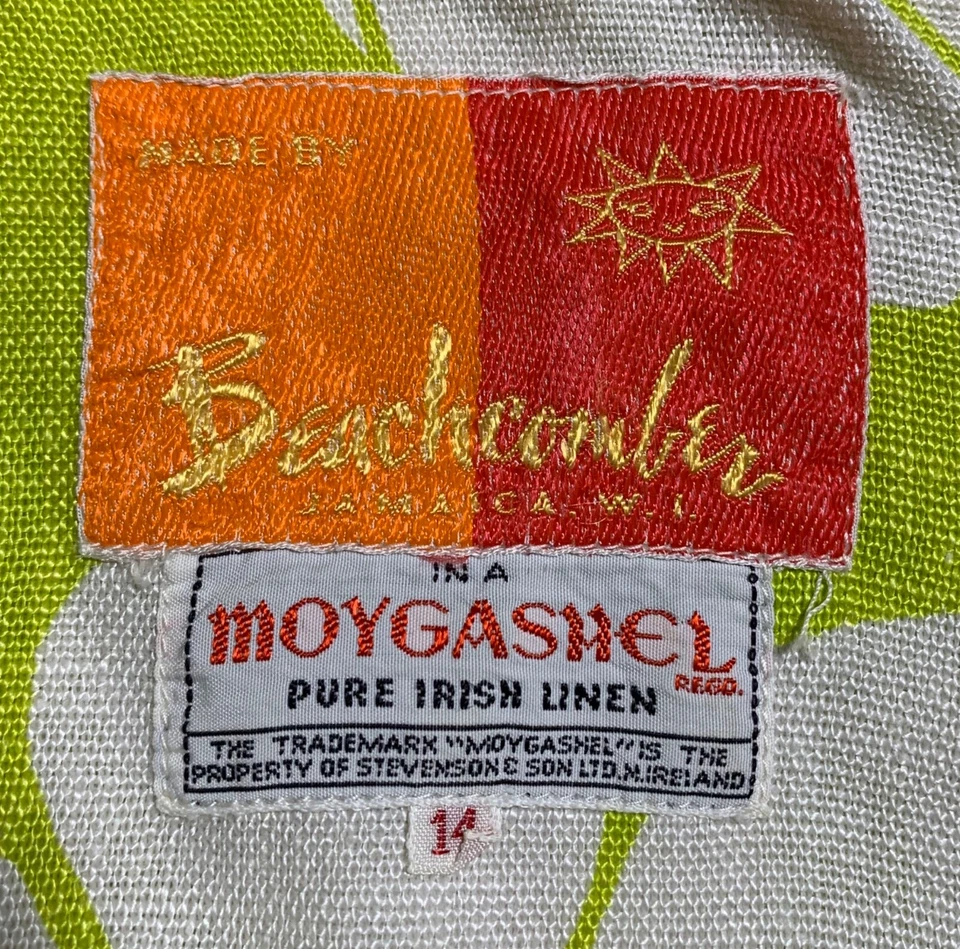 MADE BY
Beachcomber
JAMAICA W.I.
IN A
MOYGASHEL
REGD.
PURE IRISH LINEN
THE TRADEMARK "MOYGASHEL" IS THE
PROPERTY OF STEVENSON & SON LTD. N. IRELAND
14